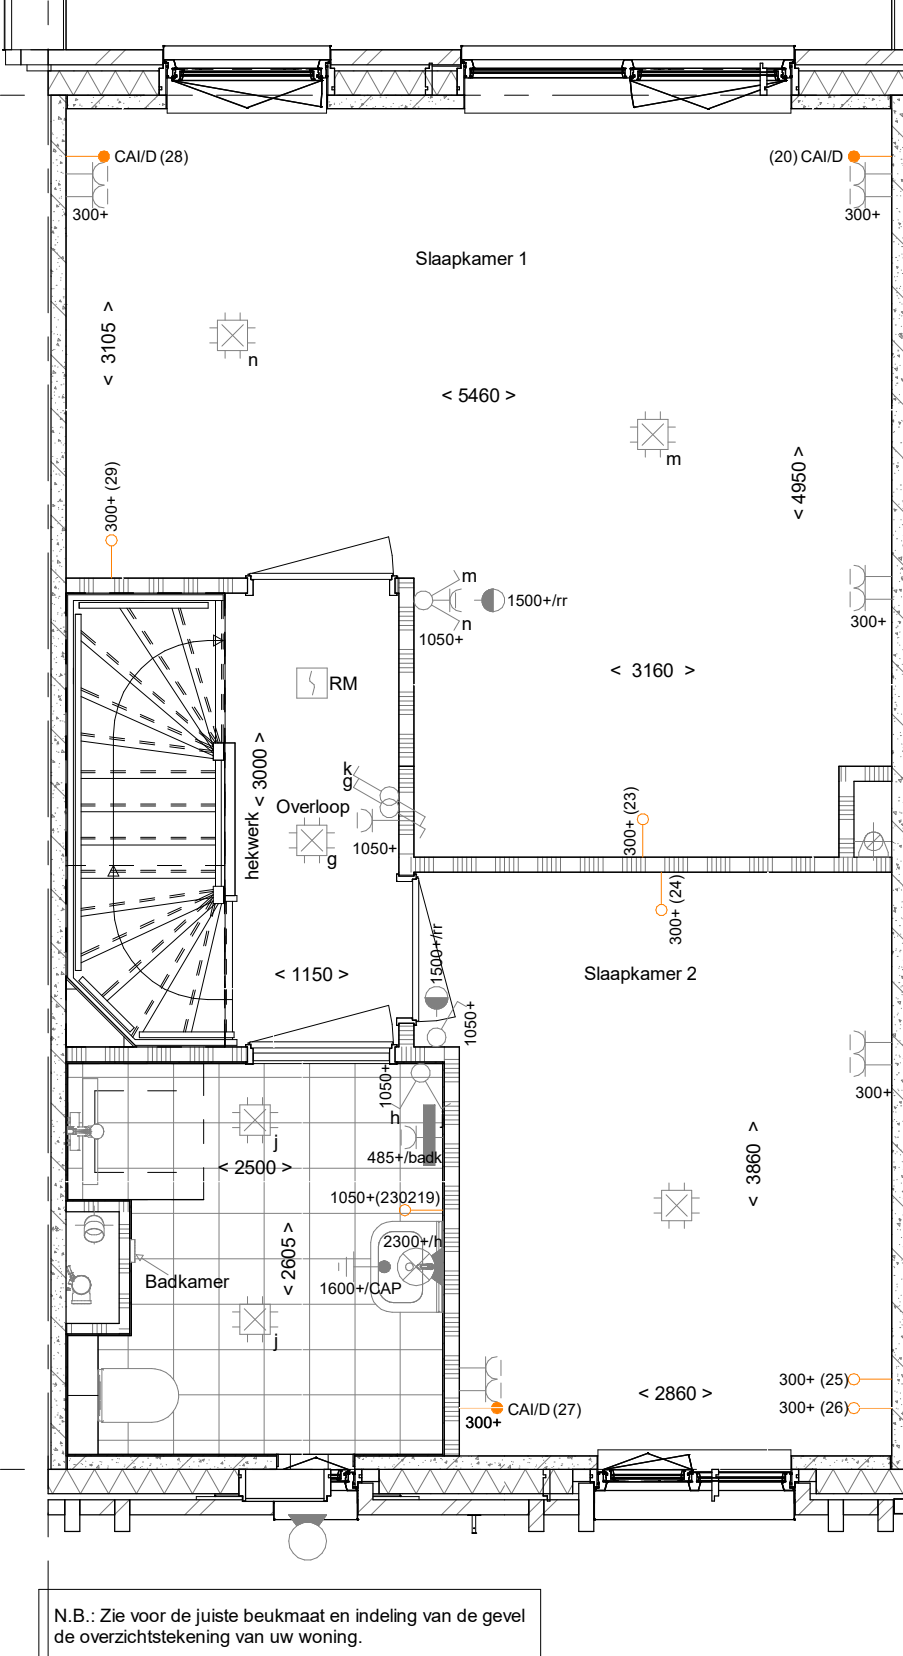 CAI/D (28)
(20) CAI/D
300+
300+
Slaapkamer 1
< 3105 >
n
< 5460 >
m
< 4950 >
300+ (29)
m
1500+/rr
n
1050+
300+
< 3160 >
RM
< 3000 >
k
g
Overloop
hekwerk
g
1050+
300+ (23)
300+ (24)
< 1150 >
1500+/rr
Slaapkamer 2
1050+
1050+
h
300+
j
485+/badk
< 2500 >
< 3860 >
1050+(230219)
2300+/h
< 2605 >
Badkamer
1600+/CAP
j
300+ (25)
< 2860 >
300+ (26)
CAI/D (27)
300+
N.B.: Zie voor de juiste beukmaat en indeling van de gevel
de overzichtstekening van uw woning.